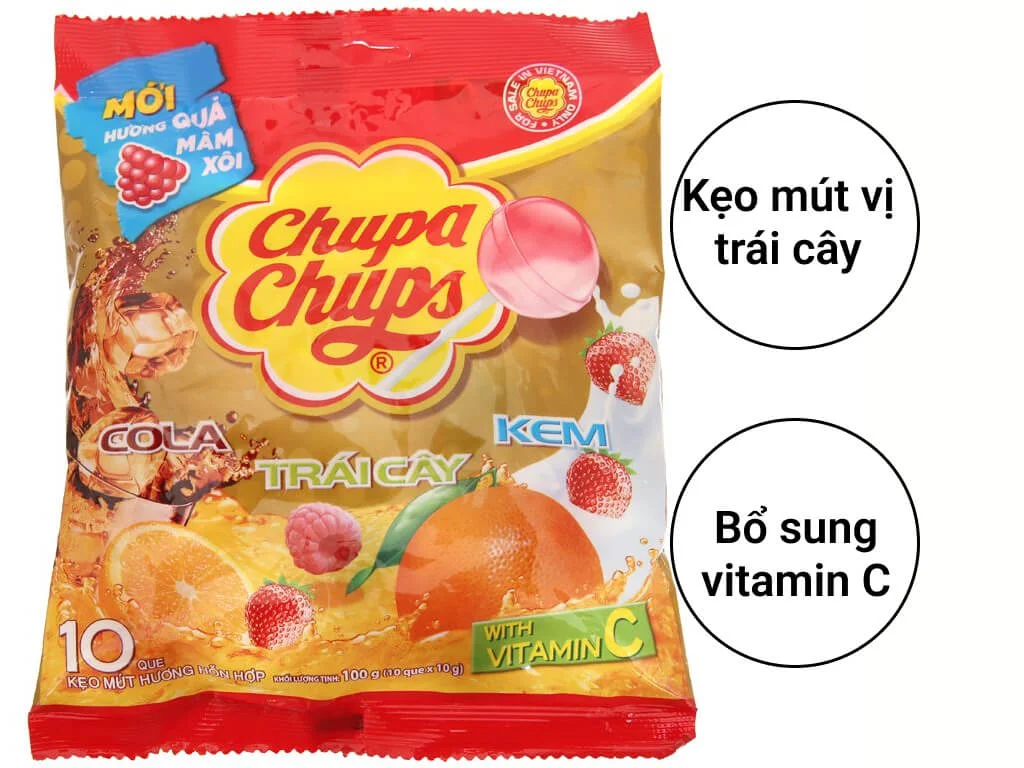 MỚI
HƯƠNG QUẢ
MÂM
XÔI
FOR SALE IN VIETNAM ONLY
Chupa
Chups
Chupa
Chups
®
COLA
TRÁI CÂY
KEM
WITH
VITAMIN C
10
QUE
KẸO MÚT HƯƠNG HỖN HỢP
KHỐI LƯỢNG TỊNH: 100 g (10 que x 10 g)
Kẹo mút vị
trái cây
Bổ sung
vitamin C